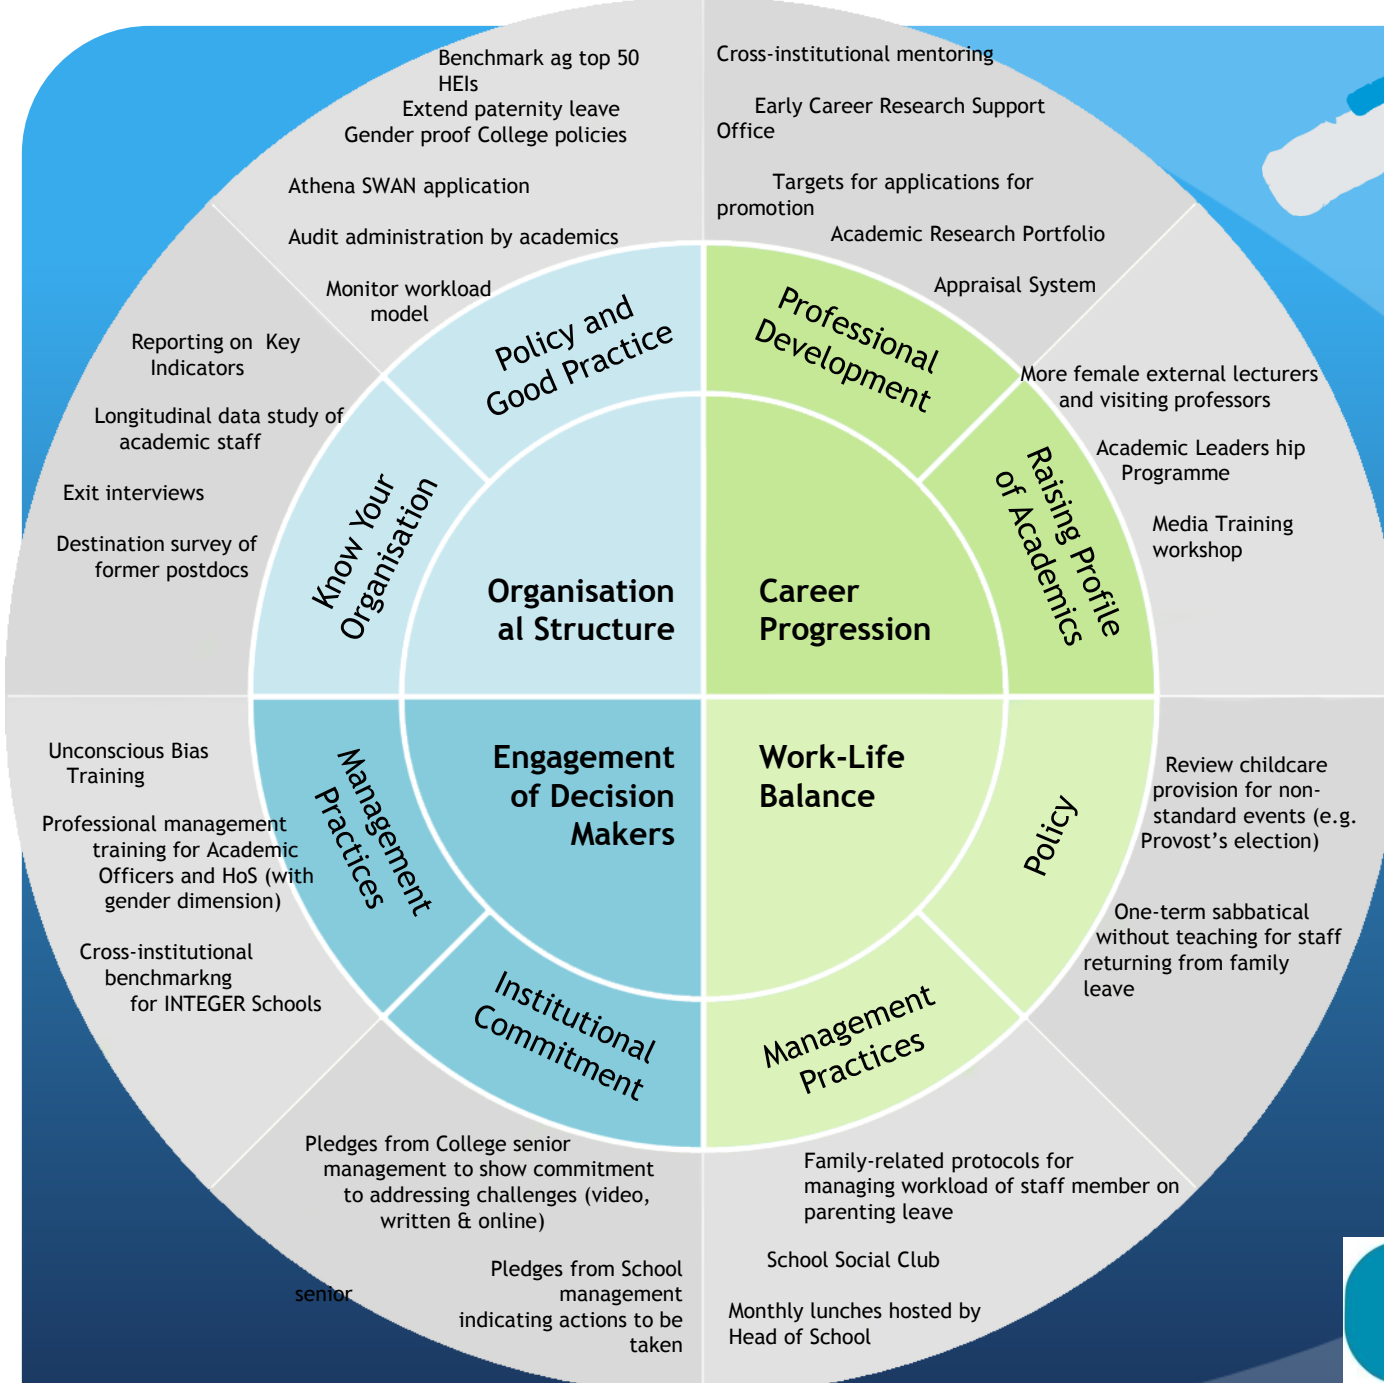 Benchmark ag top 50
HEIs
Extend paternity leave
Gender proof College policies
Athena SWAN application
Audit administration by academics
Monitor workload
model
Cross-institutional mentoring
Early Career Research Support
Office
Targets for applications for
promotion
Academic Research Portfolio
Appraisal System
Reporting on Key
Indicators
Longitudinal data study of
academic staff
Exit interviews
Destination survey of
former postdocs
More female external lecturers
and visiting professors
Academic Leaders hip
Programme
Media Training
workshop
Policy and
Good Practice
Professional
Development
Know Your
Organisation
Raising Profile
of Academics
Organisation
al Structure
Career
Progression
Engagement
of Decision
Makers
Work-Life
Balance
Management
Practices
Policy
Institutional
Commitment
Management
Practices
Unconscious Bias
Training
Professional management
training for Academic
Officers and HoS (with
gender dimension)
Cross-institutional
benchmarkng
for INTEGER Schools
Review childcare
provision for non-
standard events (e.g.
Provost's election)
One-term sabbatical
without teaching for staff
returning from family
leave
Pledges from College senior
management to show commitment
to addressing challenges (video,
written & online)
Pledges from School
senior management
indicating actions to be
taken
Family-related protocols for
managing workload of staff member on
parenting leave
School Social Club
Monthly lunches hosted by
Head of School